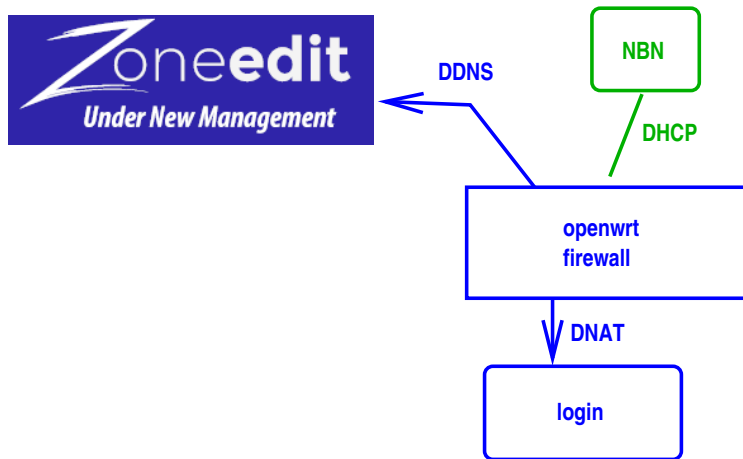 Zoneedit
Under New Management
DDNS
NBN
DHCP
openwrt
firewall
DNAT
login